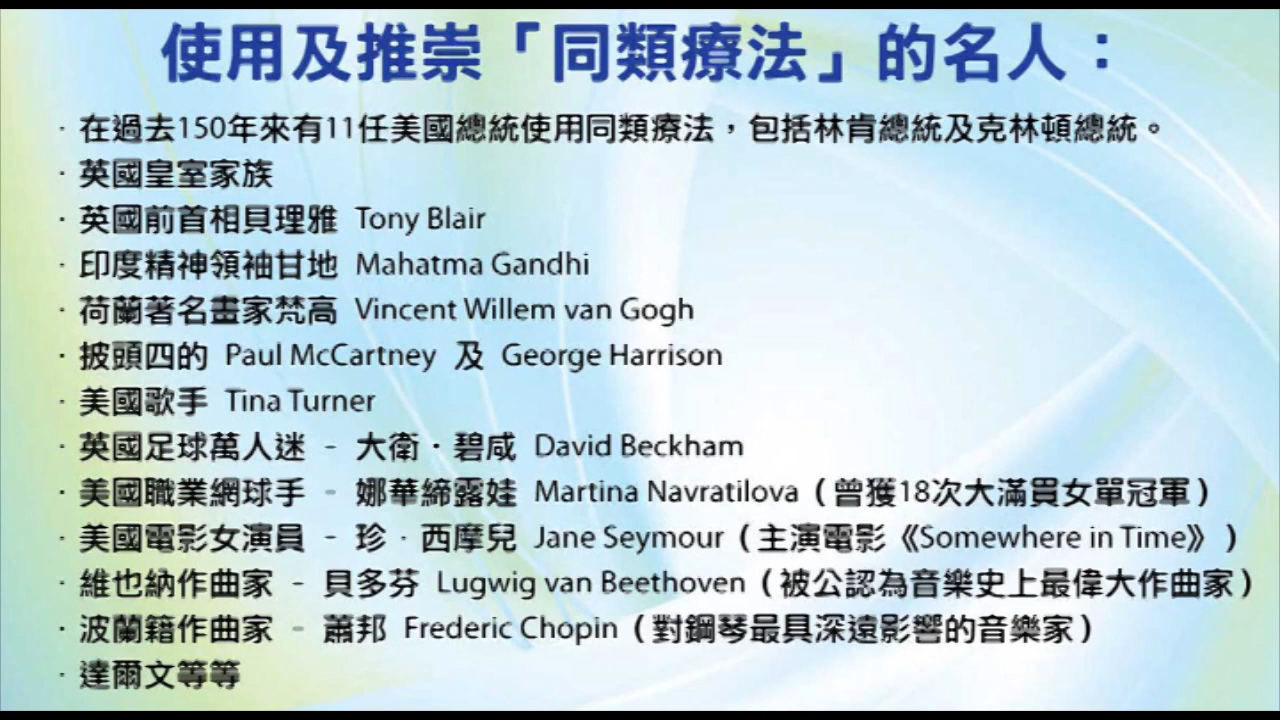 使用及推崇「同類療法」的名人：
· 在過去150年來有11任美國總統使用同類療法，包括林肯總統及克林頓總統。
· 英國皇室家族
· 英國前首相貝理雅 Tony Blair
· 印度精神領袖甘地 Mahatma Gandhi
· 荷蘭著名畫家梵高 Vincent Willem van Gogh
· 披頭四的 Paul McCartney 及 George Harrison
· 美國歌手 Tina Turner
· 英國足球萬人迷 - 大衛·碧咸 David Beckham
· 美國職業網球手 - 娜華締露娃 Martina Navratilova（曾獲18次大滿貫女單冠軍）
· 美國電影女演員 - 珍·西摩兒 Jane Seymour（主演電影《Somewhere in Time》）
· 維也納作曲家 - 貝多芬 Lugwig van Beethoven（被公認為音樂史上最偉大作曲家）
· 波蘭籍作曲家 - 蕭邦 Frederic Chopin（對鋼琴最具深遠影響的音樂家）
· 達爾文等等